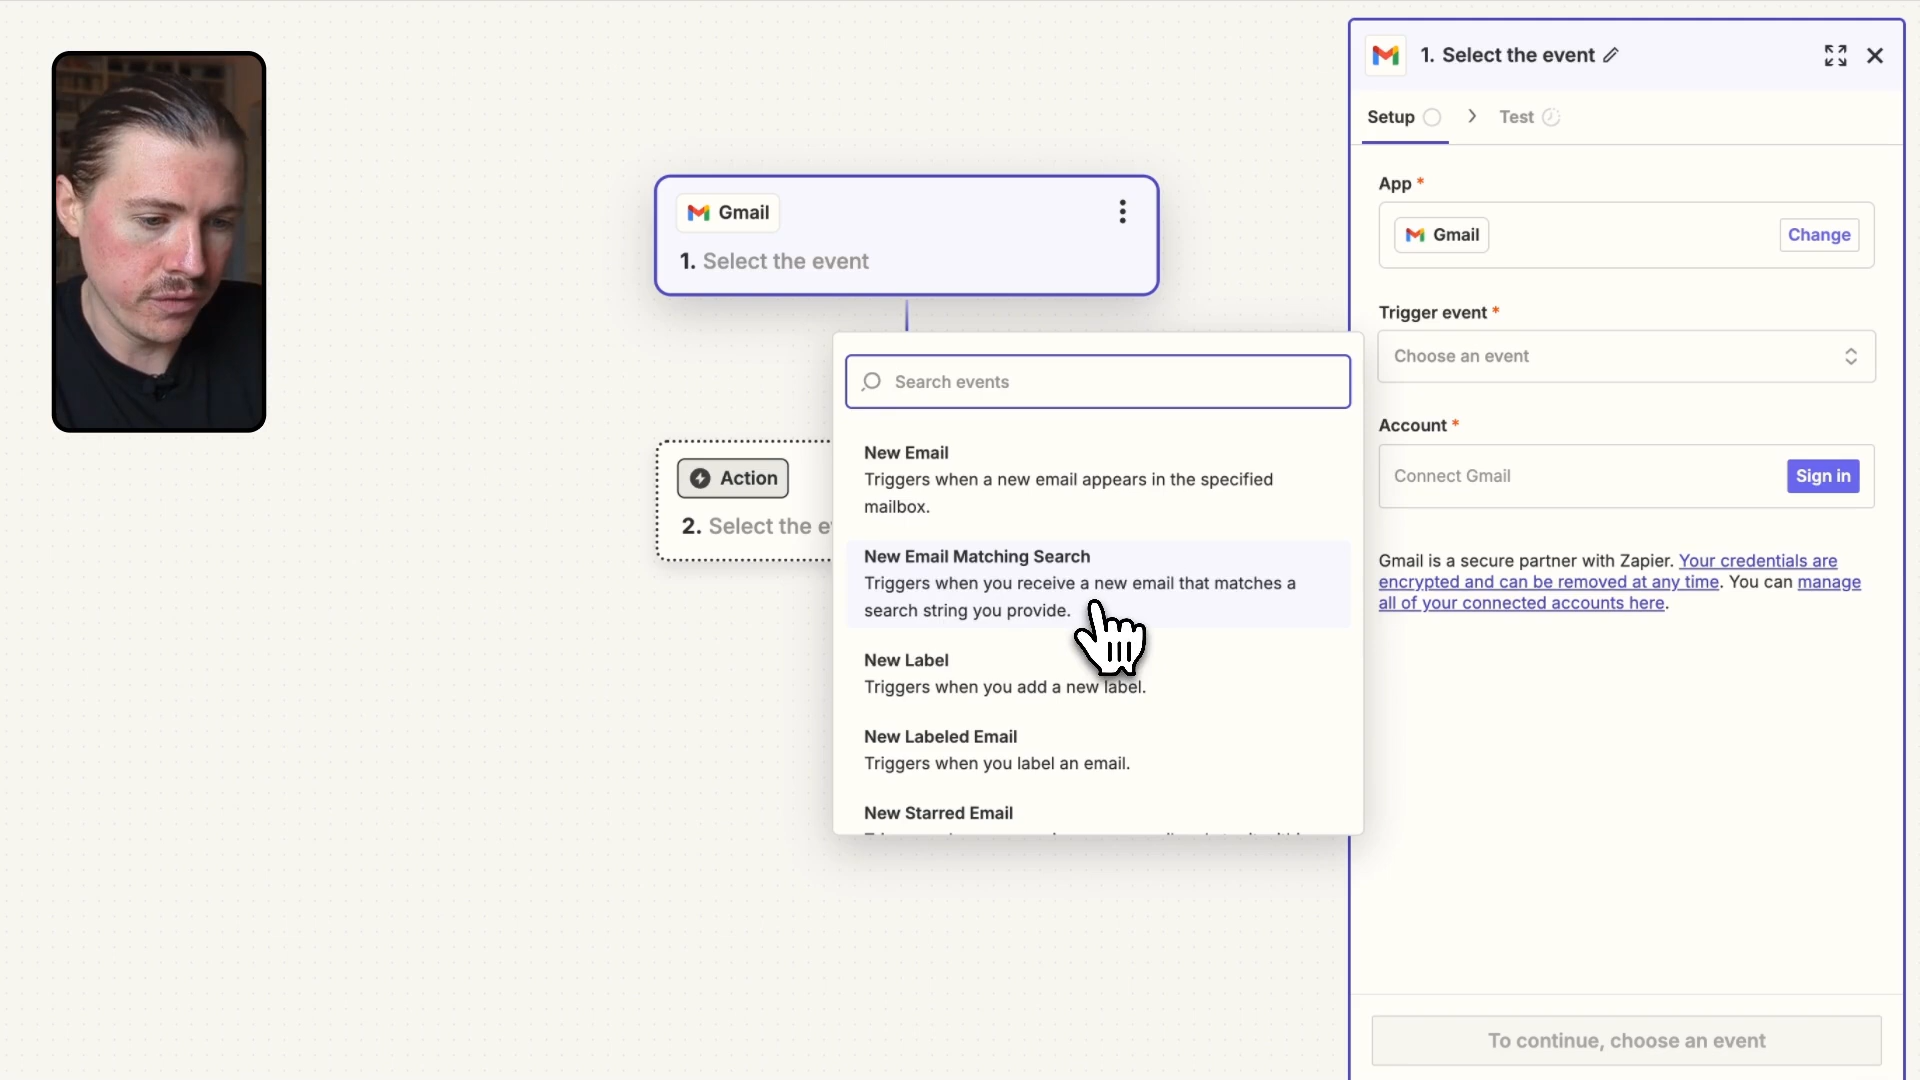 Gmail
1. Select the event
Action
2. Select the e
Search events
New Email
Triggers when a new email appears in the specified
mailbox.
New Email Matching Search
Triggers when you receive a new email that matches a
search string you provide.
New Label
Triggers when you add a new label.
New Labeled Email
Triggers when you label an email.
New Starred Email
1. Select the event
Setup
Test
App *
Gmail
Change
Trigger event *
Choose an event
Account *
Connect Gmail
Sign in
Gmail is a secure partner with Zapier. Your credentials are
encrypted and can be removed at any time. You can manage
all of your connected accounts here.
To continue, choose an event